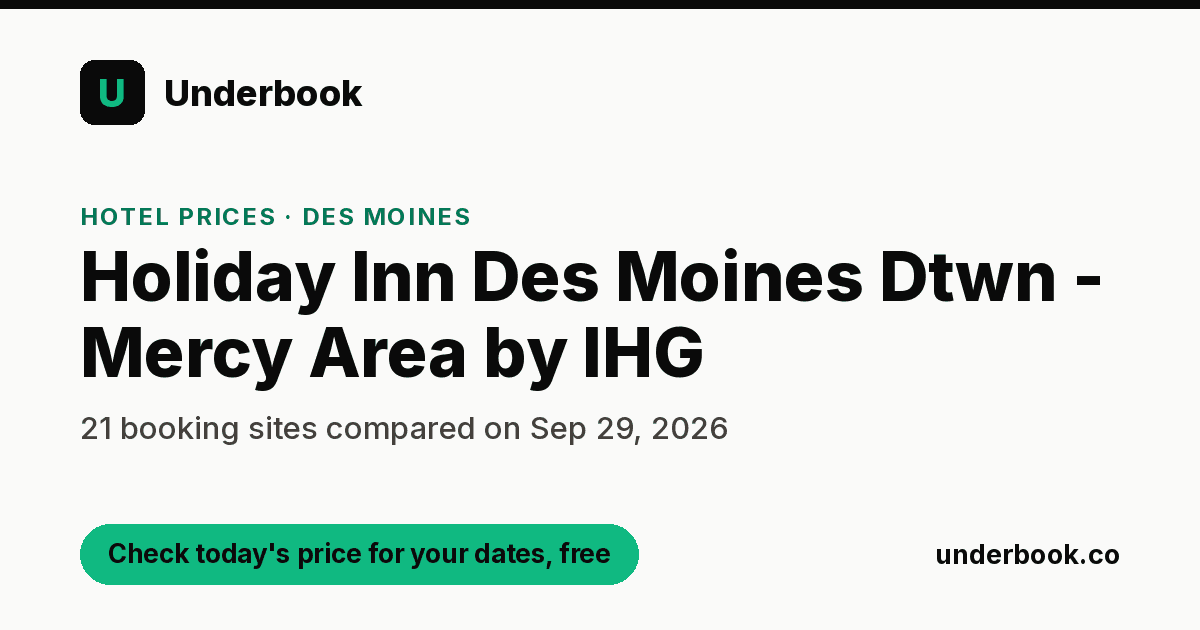 U
Underbook
HOTEL PRICES · DES MOINES
Holiday Inn Des Moines Dtwn -
Mercy Area by IHG
21 booking sites compared on Sep 29, 2026
Check today's price for your dates, free
underbook.co